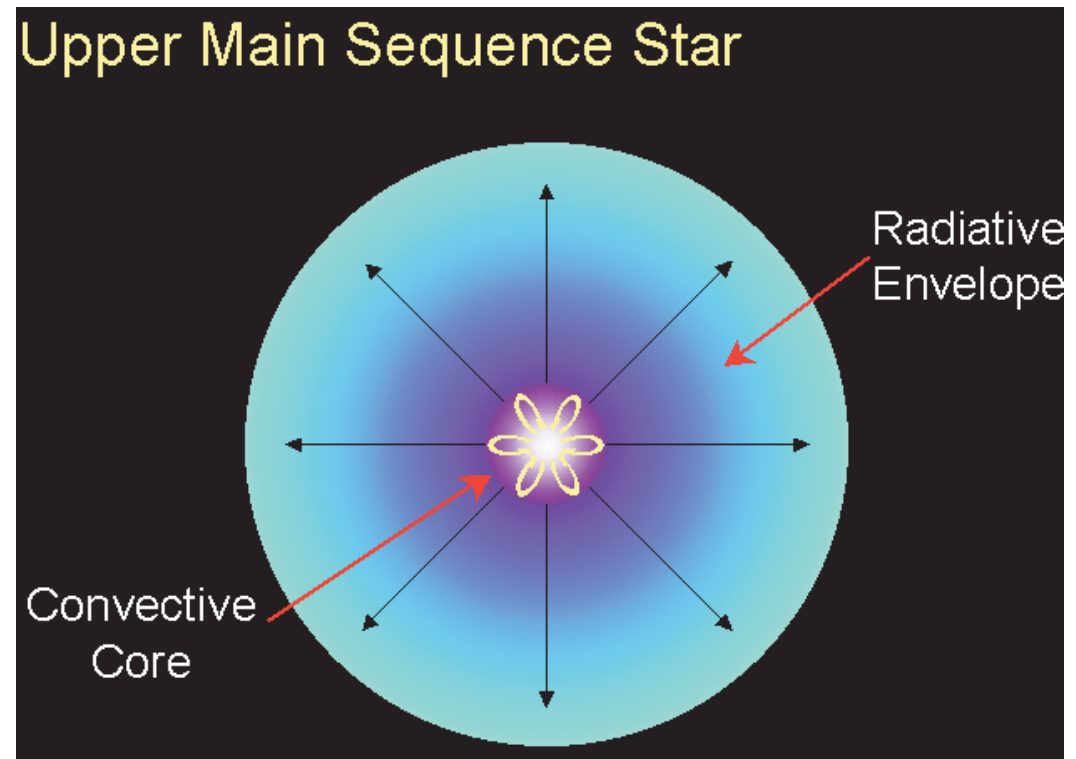 Upper Main Sequence Star
Radiative
Envelope
Convective
Core